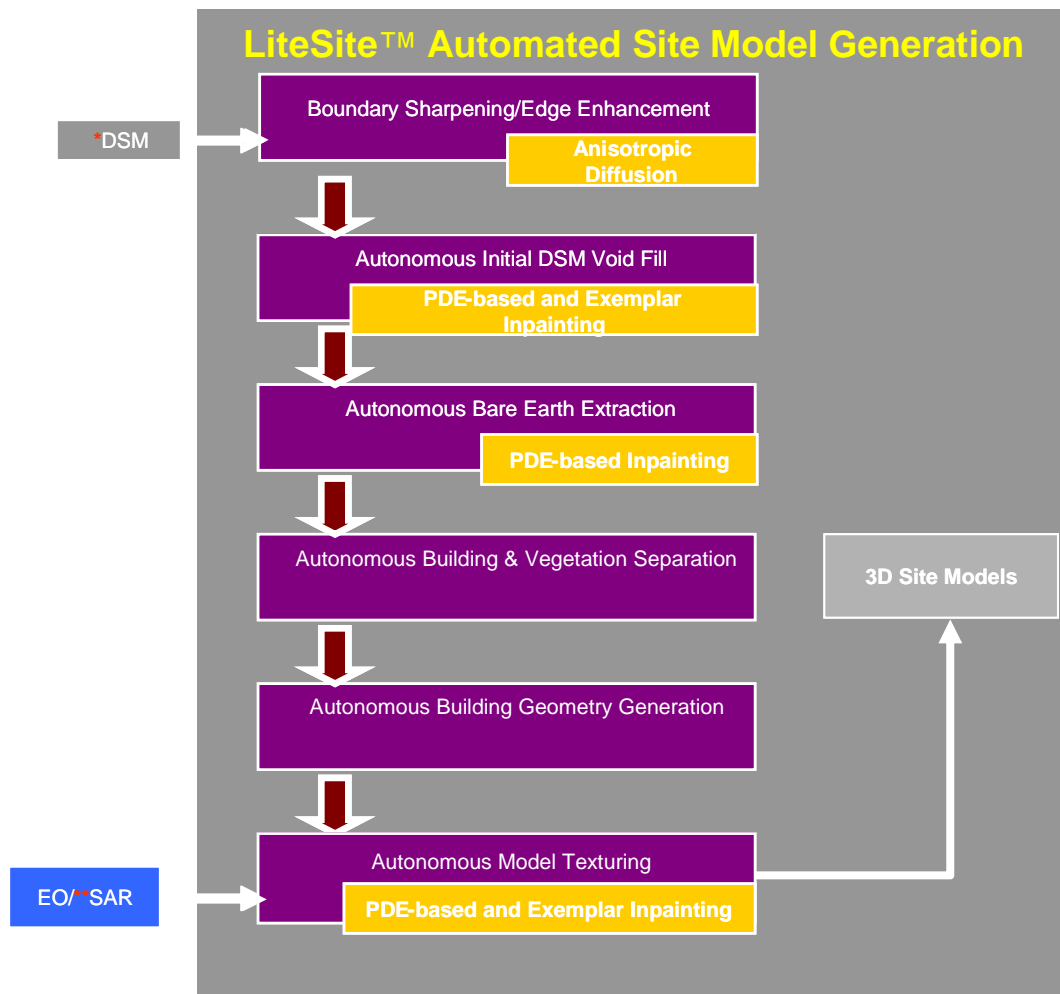 LiteSite™ Automated Site Model Generation
Boundary Sharpening/Edge Enhancement
*DSM
Anisotropic
Diffusion
Autonomous Initial DSM Void Fill
PDE-based and Exemplar
Inpainting
Autonomous Bare Earth Extraction
PDE-based Inpainting
Autonomous Building & Vegetation Separation
3D Site Models
Autonomous Building Geometry Generation
Autonomous Model Texturing
EO/**SAR
PDE-based and Exemplar Inpainting